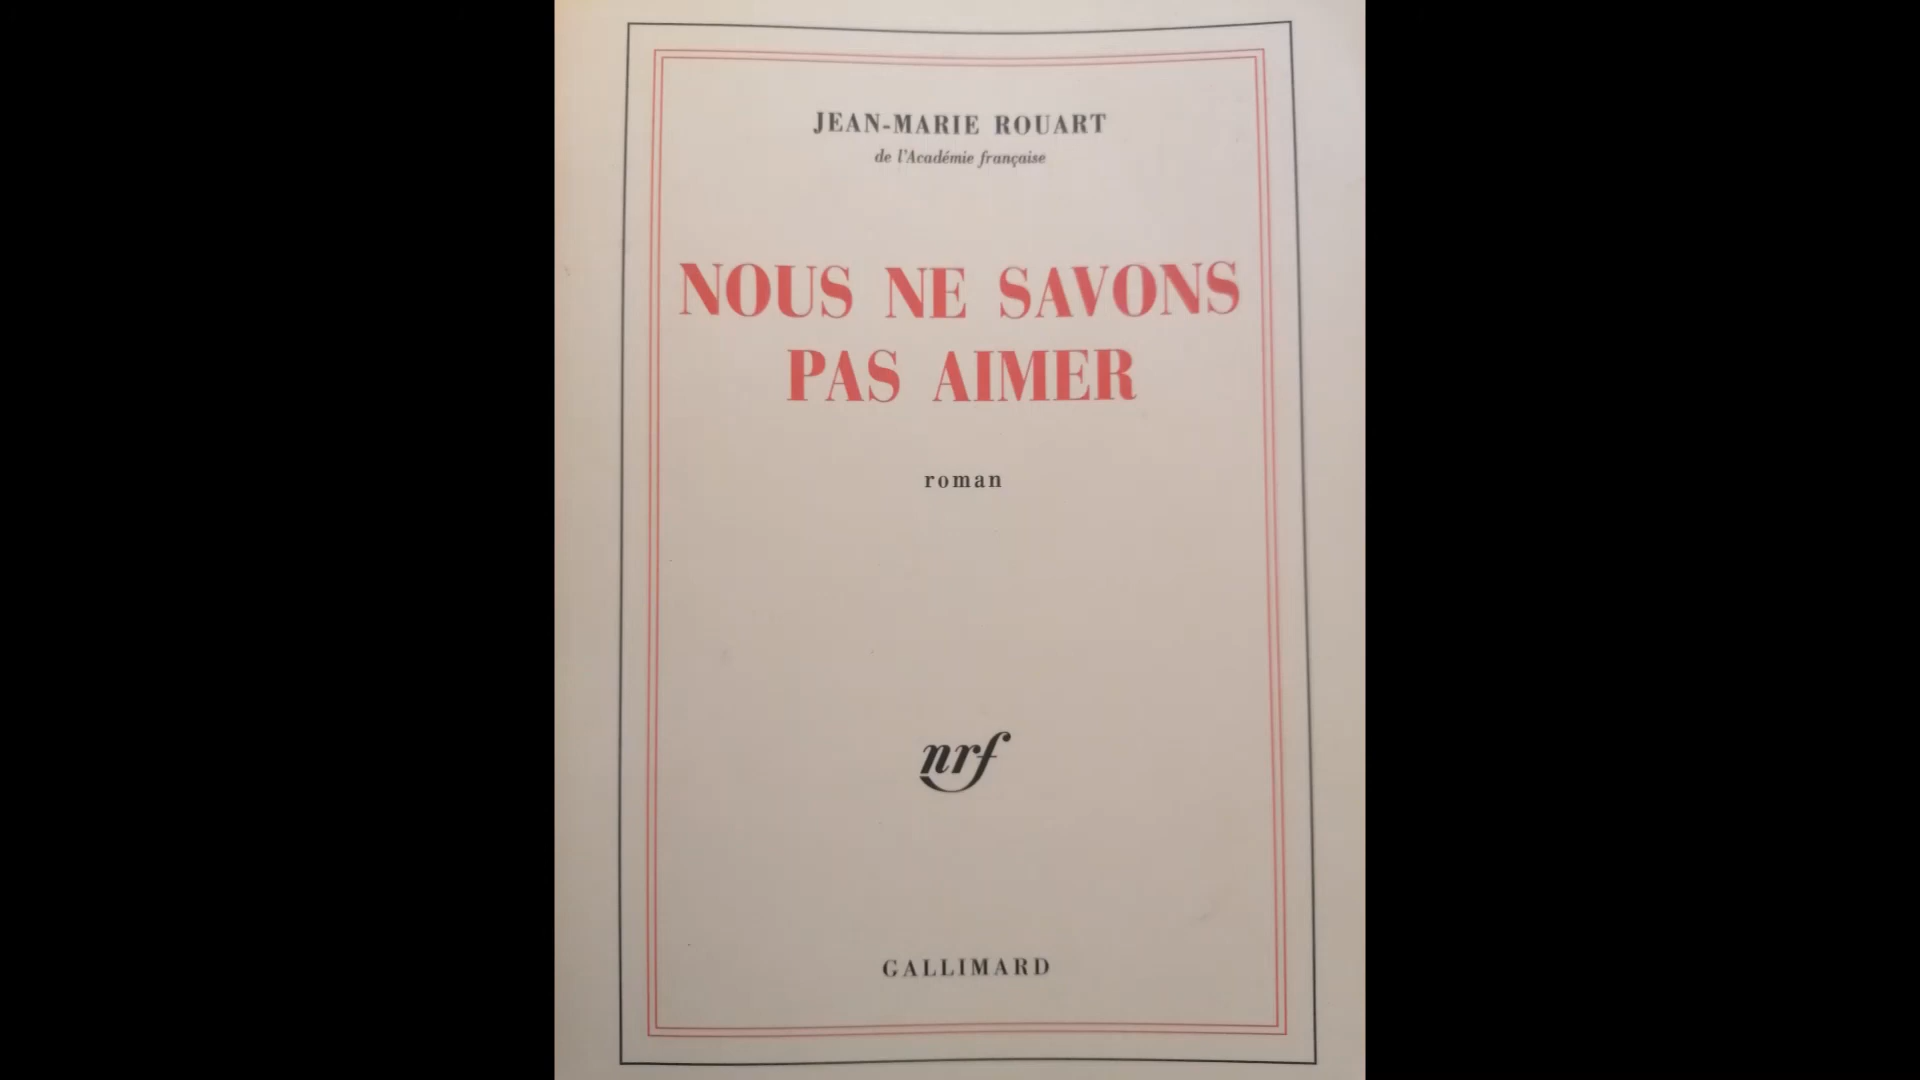 JEAN-MARIE ROUART
de l'Académie française
NOUS NE SAVONS
PAS AIMER
roman
nrf
GALLIMARD